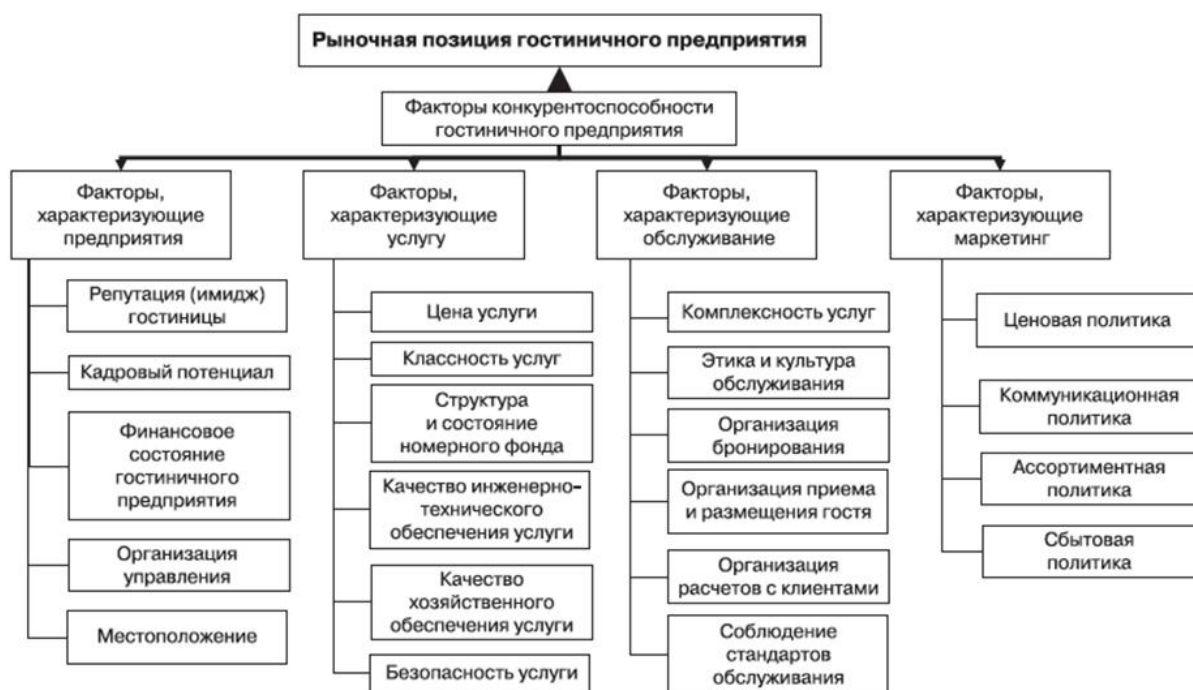 Рыночная позиция гостиничного предприятия
Факторы конкурентоспособности
гостиничного предприятия
Факторы,
характеризующие
предприятия
Репутация (имидж)
гостиницы
Кадровый потенциал
Финансовое
состояние
гостиничного
предприятия
Организация
управления
Местоположение
Факторы,
характеризующие
услугу
Цена услуги
Классность услуг
Структура
и состояние
номерного фонда
Качество инженерно-
технического
обеспечения услуги
Качество
хозяйственного
обеспечения услуги
Безопасность услуги
Факторы,
характеризующие
обслуживание
Комплексность услуг
Этика и культура
обслуживания
Организация
бронирования
Организация приема
и размещения гостя
Организация
расчетов с клиентами
Соблюдение
стандартов
обслуживания
Факторы,
характеризующие
маркетинг
Ценовая политика
Коммуникационная
политика
Ассортиментная
политика
Сбытовая
политика